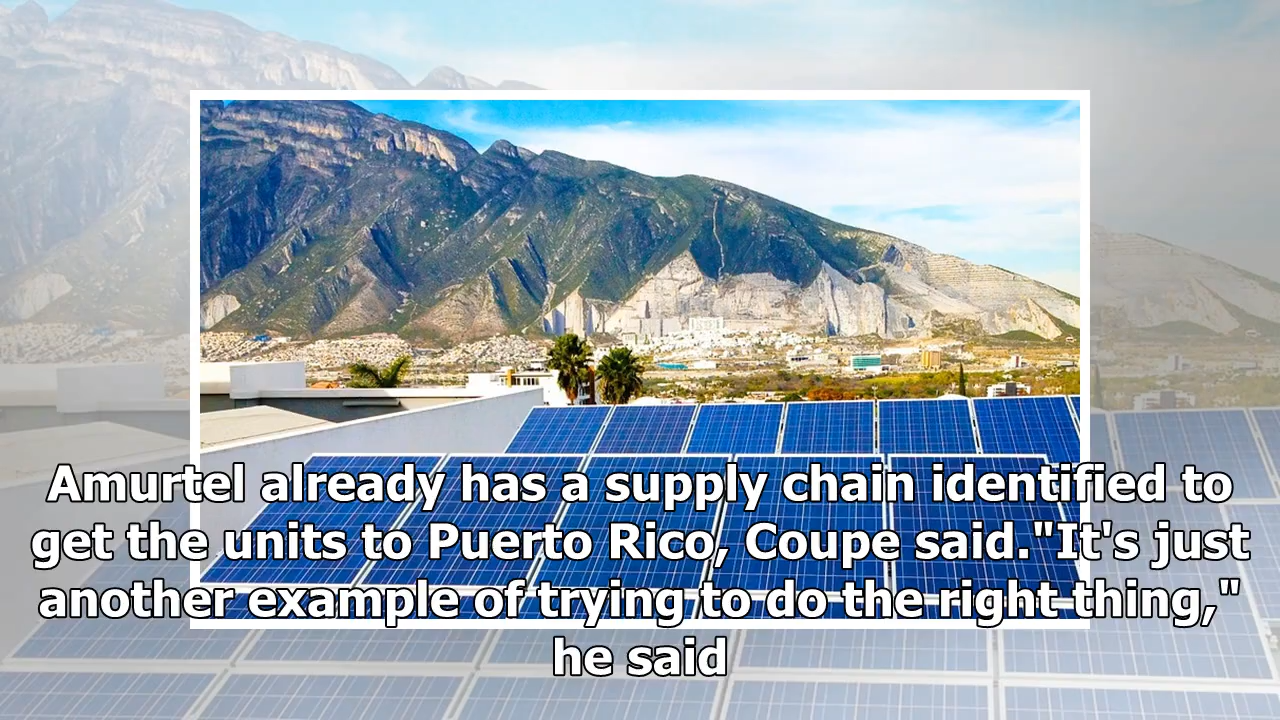 Amurtel already has a supply chain identified to
get the units to Puerto Rico, Coupe said."It's just
another example of trying to do the right thing,"
he said